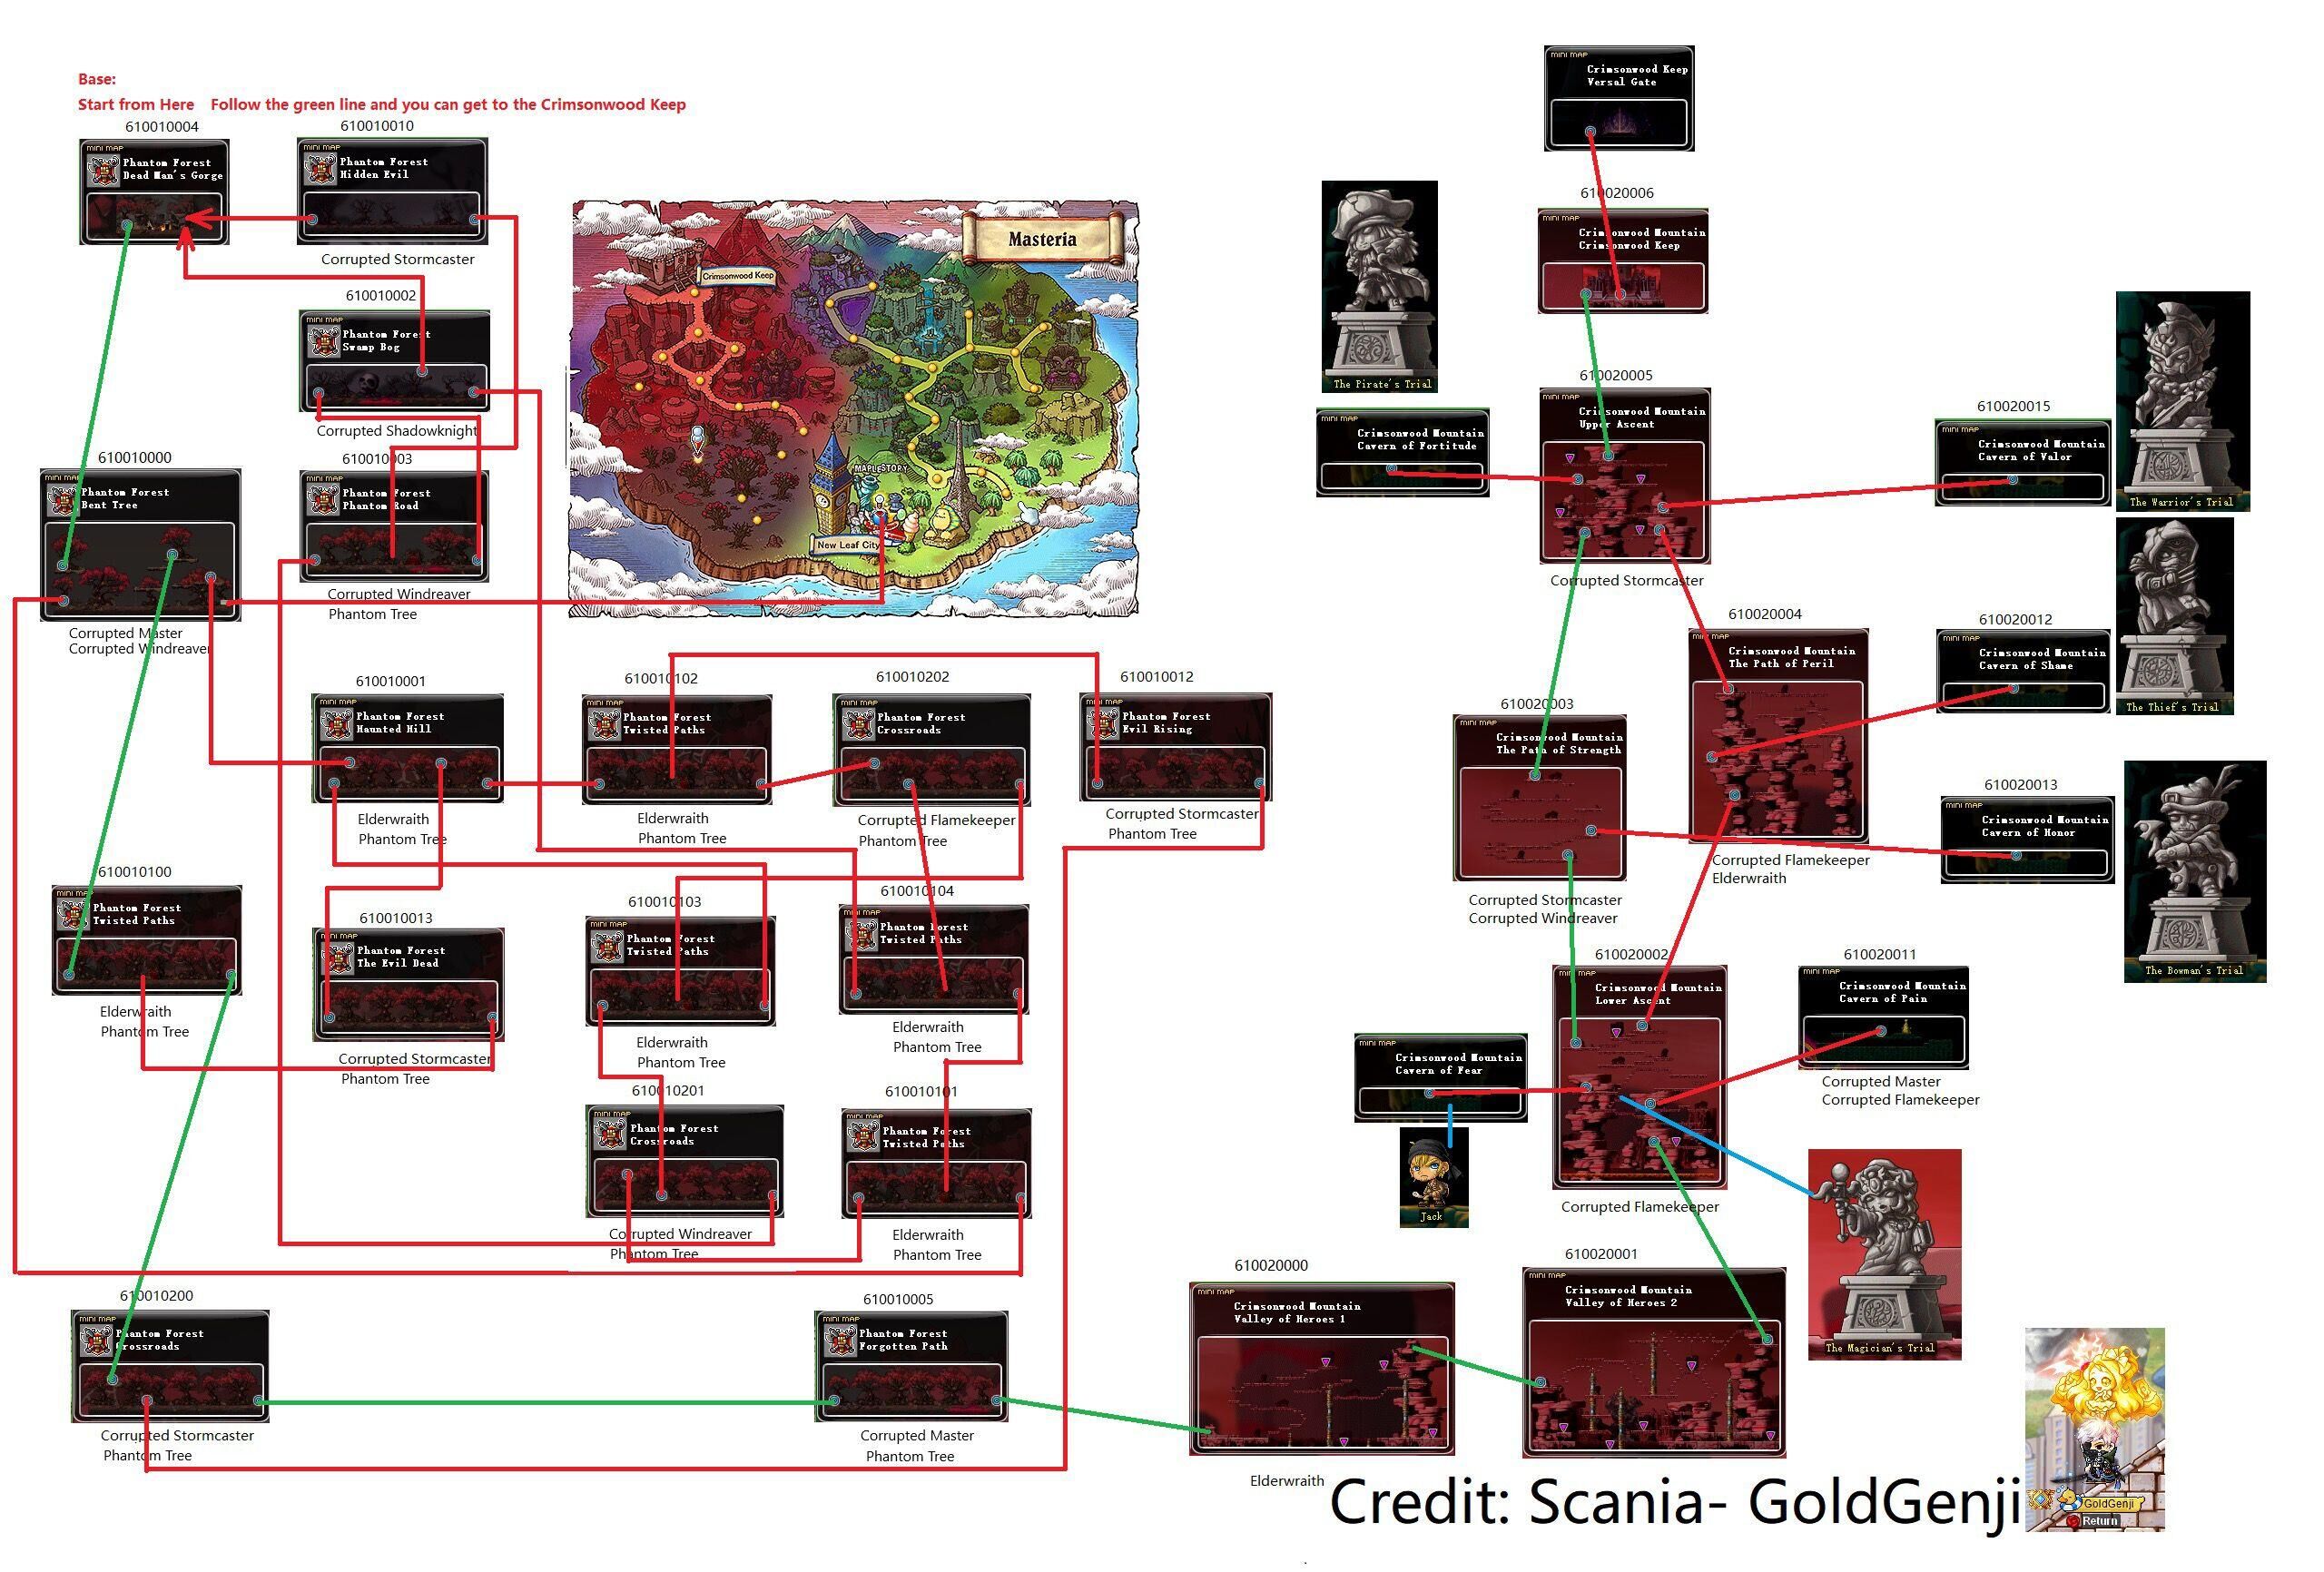 Base:
Start from Here Follow the green line and you can get to the Crimsonwood Keep
610010004
MINI MAP
Phantom Forest
Dead Man's Gorge
610010010
MINI MAP
Phantom Forest
Hidden Evil
Corrupted Stormcaster
610010002
MINI MAP
Phantom Forest
Swamp Bog
Corrupted Shadowknight
610010000
MINI MAP
Phantom Forest
Bent Tree
Corrupted Master
Corrupted Windreaver
610010003
MINI MAP
Phantom Forest
Phantom Road
Corrupted Windreaver
Phantom Tree
Masteria
Crimsonwood Keep
MAPLESTORY
New Leaf City
610010001
MINI MAP
Phantom Forest
Haunted Hill
Elderwraith
Phantom Tree
610010102
MINI MAP
Phantom Forest
Twisted Paths
Elderwraith
Phantom Tree
610010202
MINI MAP
Phantom Forest
Crossroads
Corrupted Flamekeeper
Phantom Tree
610010012
MINI MAP
Phantom Forest
Evil Rising
Corrupted Stormcaster
Phantom Tree
610010100
MINI MAP
Phantom Forest
Twisted Paths
Elderwraith
Phantom Tree
610010013
MINI MAP
Phantom Forest
The Evil Dead
Corrupted Stormcaster
Phantom Tree
610010103
MINI MAP
Phantom Forest
Twisted Paths
Elderwraith
Phantom Tree
610010104
MINI MAP
Phantom Forest
Twisted Paths
Elderwraith
Phantom Tree
610010201
MINI MAP
Phantom Forest
Crossroads
Corrupted Windreaver
Phantom Tree
610010101
MINI MAP
Phantom Forest
Twisted Paths
Elderwraith
Phantom Tree
610010200
MINI MAP
Phantom Forest
Crossroads
Corrupted Stormcaster
Phantom Tree
610010005
MINI MAP
Phantom Forest
Forgotten Path
Corrupted Master
Phantom Tree
MINI MAP
Crimsonwood Keep
Versal Gate
610020006
MINI MAP
Crimsonwood Mountain
Crimsonwood Keep
The Pirate's Trial
610020005
MINI MAP
Crimsonwood Mountain
Upper Ascent
Corrupted Stormcaster
MINI MAP
Crimsonwood Mountain
Cavern of Fortitude
610020015
MINI MAP
Crimsonwood Mountain
Cavern of Valor
The Warrior's Trial
610020004
MINI MAP
Crimsonwood Mountain
The Path of Peril
Corrupted Flamekeeper
Elderwraith
610020012
MINI MAP
Crimsonwood Mountain
Cavern of Shame
The Thief's Trial
610020003
MINI MAP
Crimsonwood Mountain
The Path of Strength
Corrupted Stormcaster
Corrupted Windreaver
610020013
MINI MAP
Crimsonwood Mountain
Cavern of Honor
The Bowman's Trial
610020002
MINI MAP
Crimsonwood Mountain
Lower Ascent
Corrupted Flamekeeper
610020011
MINI MAP
Crimsonwood Mountain
Cavern of Pain
Corrupted Master
Corrupted Flamekeeper
MINI MAP
Crimsonwood Mountain
Cavern of Fear
Jack
The Magician's Trial
610020000
MINI MAP
Crimsonwood Mountain
Valley of Heroes 1
Elderwraith
610020001
MINI MAP
Crimsonwood Mountain
Valley of Heroes 2
Credit: Scania- GoldGenji
GoldGenji
Return